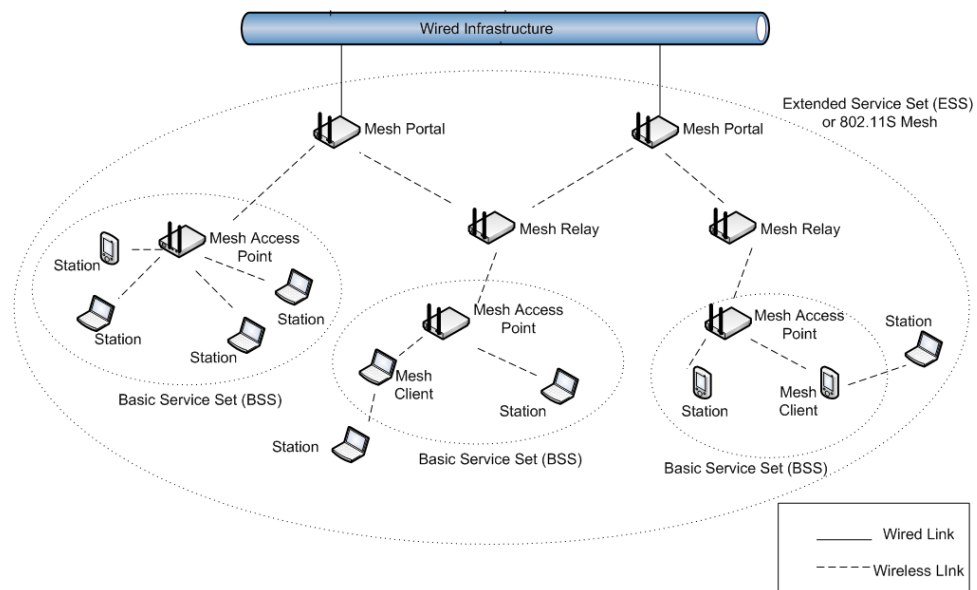 Wired Infrastructure
Extended Service Set (ESS)
or 802.11S Mesh
Mesh Portal
Mesh Portal
Mesh Relay
Mesh Relay
Mesh Access
Point
Station
Station
Station
Station
Basic Service Set (BSS)
Mesh Access
Point
Mesh
Client
Station
Station
Basic Service Set (BSS)
Mesh Access
Point
Station
Station
Mesh
Client
Basic Service Set (BSS)
Wired Link
Wireless LInk